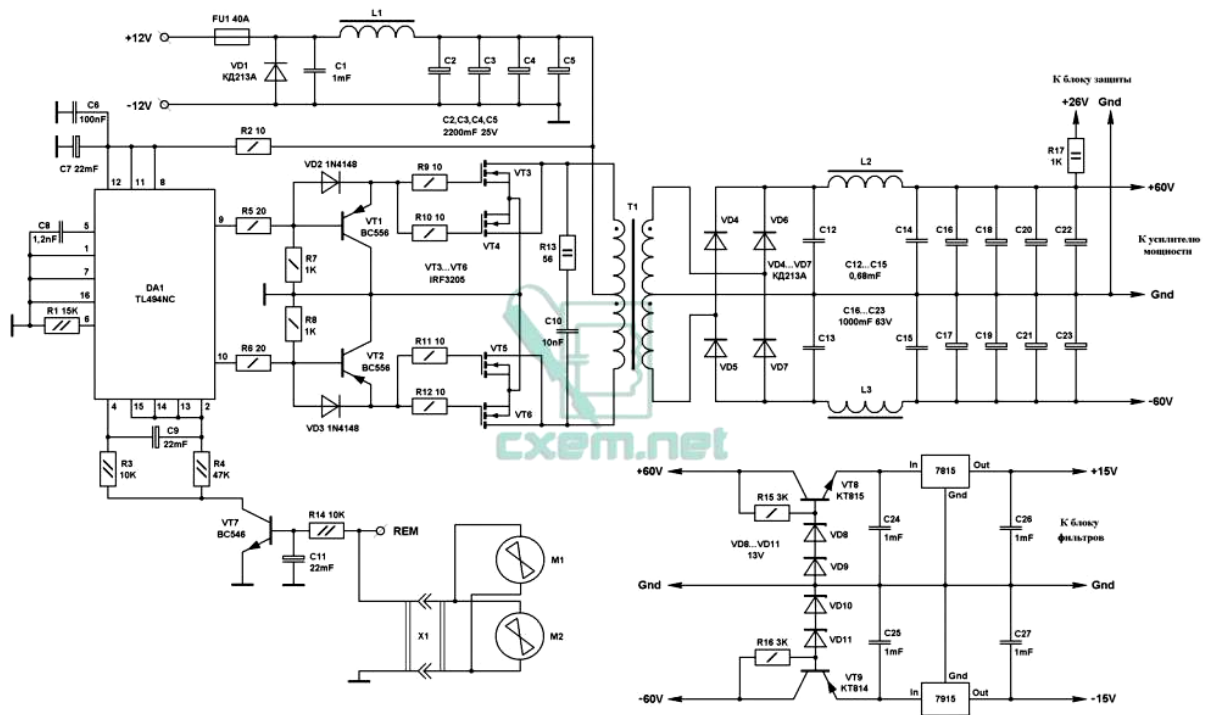 FU1 40A
L1
+12V
VD1
КД213А
C1
1mF
C2
C3
C4
C5
-12V
C2,C3,C4,C5
2200mF 25V
C6
100nF
C7 22mF
R2 10
12
11
8
C8
1,2nF
5
1
7
16
6
R1 15K
DA1
TL494NC
9
10
4
15
14
13
2
R5 20
R6 20
VD2 1N4148
VT1
BC556
R7
1K
R8
1K
VT2
BC556
VD3 1N4148
R9 10
R10 10
VT3
VT4
VT3...VT6
IRF3205
R11 10
R12 10
VT5
VT6
R13
56
C10
10nF
T1
VD4
VD6
VD4...VD7
КД213А
VD5
VD7
L2
C12
C14
C16
C18
C20
C22
C12...C15
0,68mF
C16...C23
1000mF 63V
C13
C15
C17
C19
C21
C23
L3
К блоку защиты
+26V
Gnd
R17
1K
+60V
К усилителю
мощности
Gnd
-60V
cxem.net
C9
22mF
R3
10K
R4
47K
VT7
BC546
R14 10K
REM
C11
22mF
X1
M1
M2
+60V
VT8
KT815
R15 3K
VD8...VD11
13V
VD8
VD9
C24
1mF
In
7815
Out
Gnd
C26
1mF
+15V
К блоку
фильтров
Gnd
Gnd
VD10
VD11
R16 3K
C25
1mF
C27
1mF
VT9
KT814
-60V
In
Gnd
7915
Out
-15V